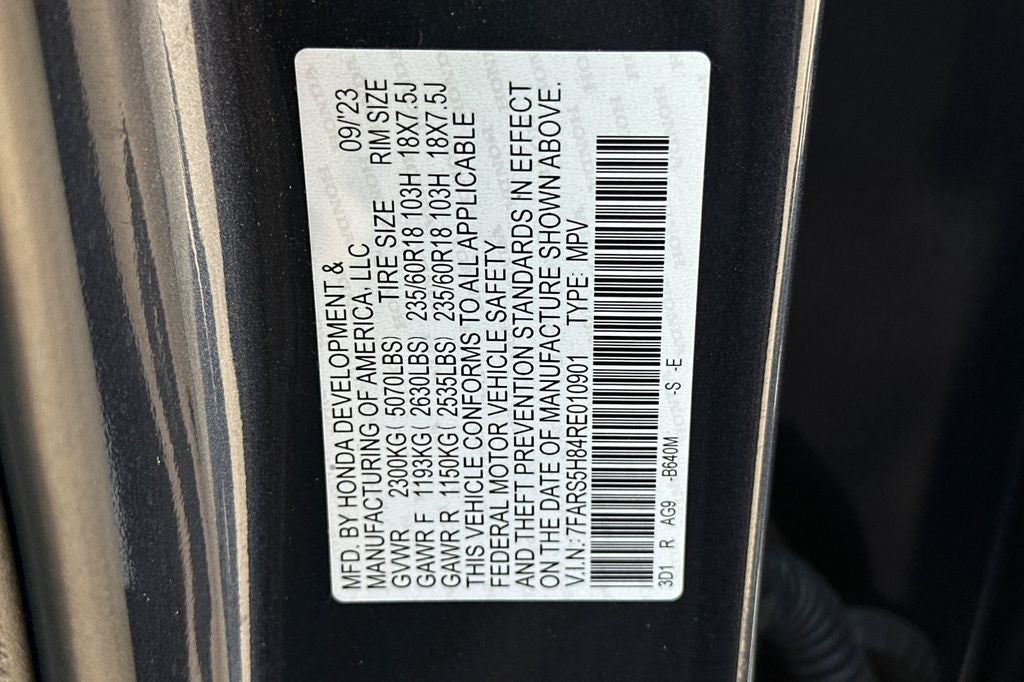 MFD. BY HONDA DEVELOPMENT & 09/'23
MANUFACTURING OF AMERICA, LLC
GVWR 2300KG( 5070LBS) TIRE SIZE RIM SIZE
GAWR F 1193KG( 2630LBS) 235/60R18 103H 18X7.5J
GAWR R 1150KG( 2535LBS) 235/60R18 103H 18X7.5J
THIS VEHICLE CONFORMS TO ALL APPLICABLE
FEDERAL MOTOR VEHICLE SAFETY
AND THEFT PREVENTION STANDARDS IN EFFECT
ON THE DATE OF MANUFACTURE SHOWN ABOVE.
V.I.N: 7FARS5H84RE010901 TYPE: MPV
3D1 R AG9 -B640M -S -E